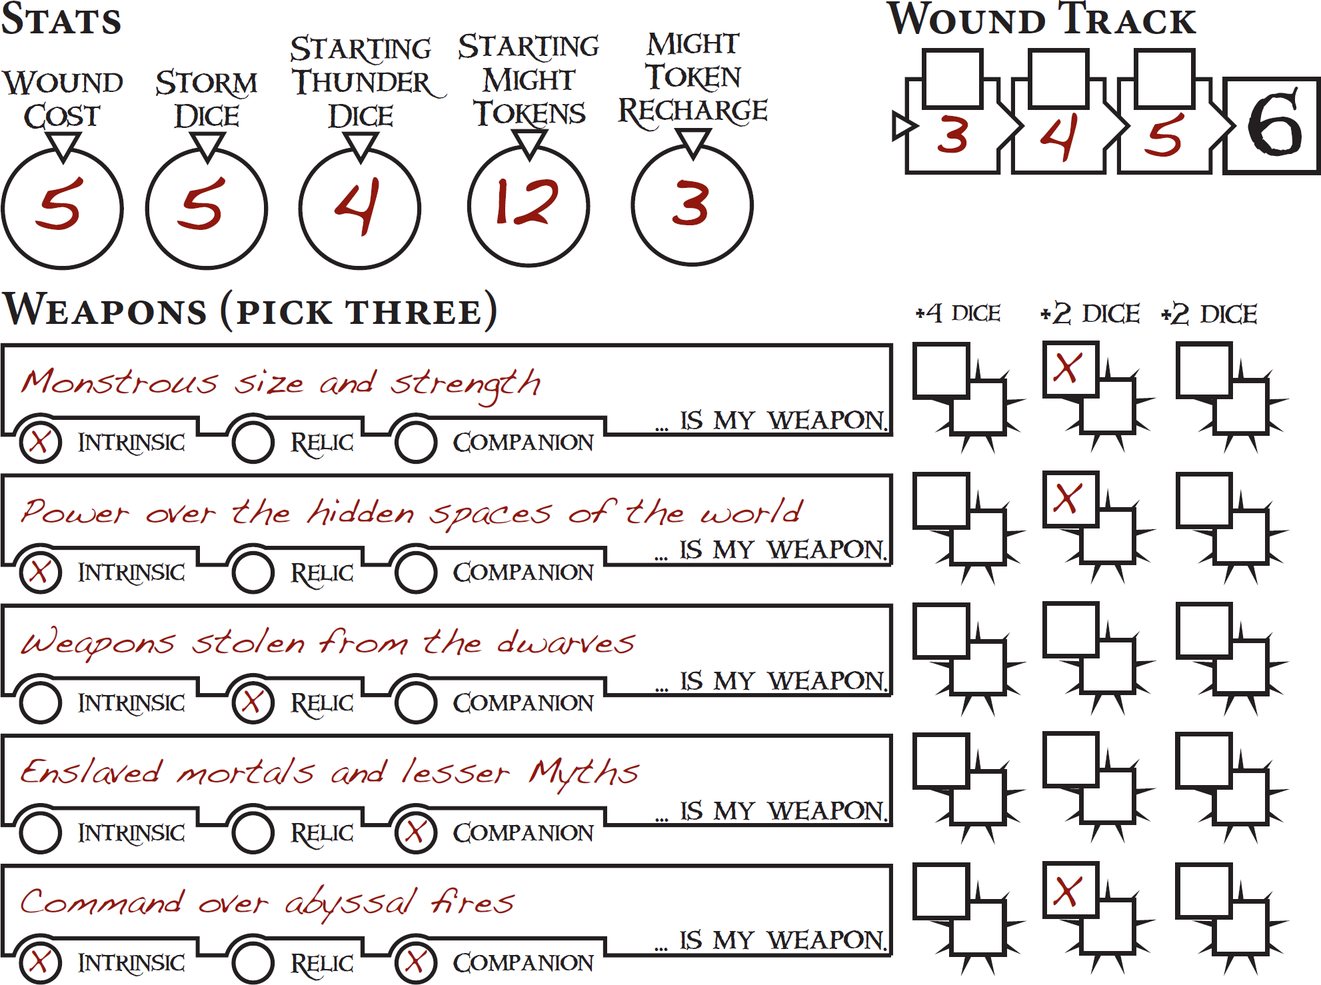 STATS
WOUND TRACK
WOUND COST
STORM DICE
STARTING THUNDER DICE
STARTING MIGHT TOKENS
MIGHT TOKEN RECHARGE
5 5 4 12 3
3 4 5 6
WEAPONS (PICK THREE)
+4 DICE +2 DICE +2 DICE
Monstrous size and strength
... IS MY WEAPON.
X INTRINSIC RELIC COMPANION
X
Power over the hidden spaces of the world
... IS MY WEAPON.
X INTRINSIC RELIC COMPANION
X
Weapons stolen from the dwarves
... IS MY WEAPON.
INTRINSIC X RELIC COMPANION
Enslaved mortals and lesser Myths
... IS MY WEAPON.
INTRINSIC RELIC X COMPANION
Command over abyssal fires
... IS MY WEAPON.
X INTRINSIC RELIC X COMPANION
X